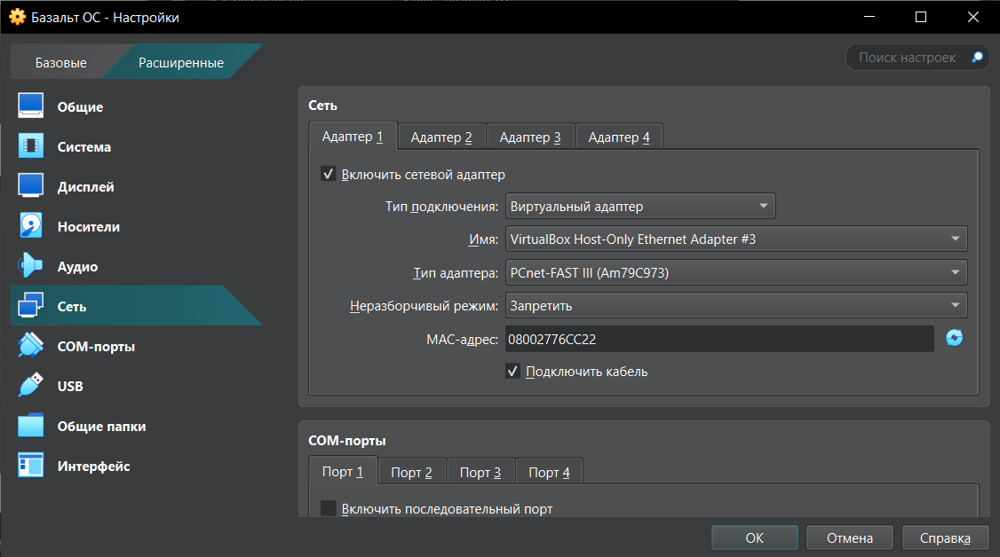 Базальт ОС - Настройки
Базовые
Расширенные
Поиск настроек
Общие
Система
Дисплей
Носители
Аудио
Сеть
COM-порты
USB
Общие папки
Интерфейс
Сеть
Адаптер 1
Адаптер 2
Адаптер 3
Адаптер 4
Включить сетевой адаптер
Тип подключения: Виртуальный адаптер
Имя: VirtualBox Host-Only Ethernet Adapter #3
Тип адаптера: PCnet-FAST III (Am79C973)
Неразборчивый режим: Запретить
MAC-адрес: 08002776CC22
Подключить кабель
COM-порты
Порт 1
Порт 2
Порт 3
Порт 4
Включить последовательный порт
ОК
Отмена
Справка